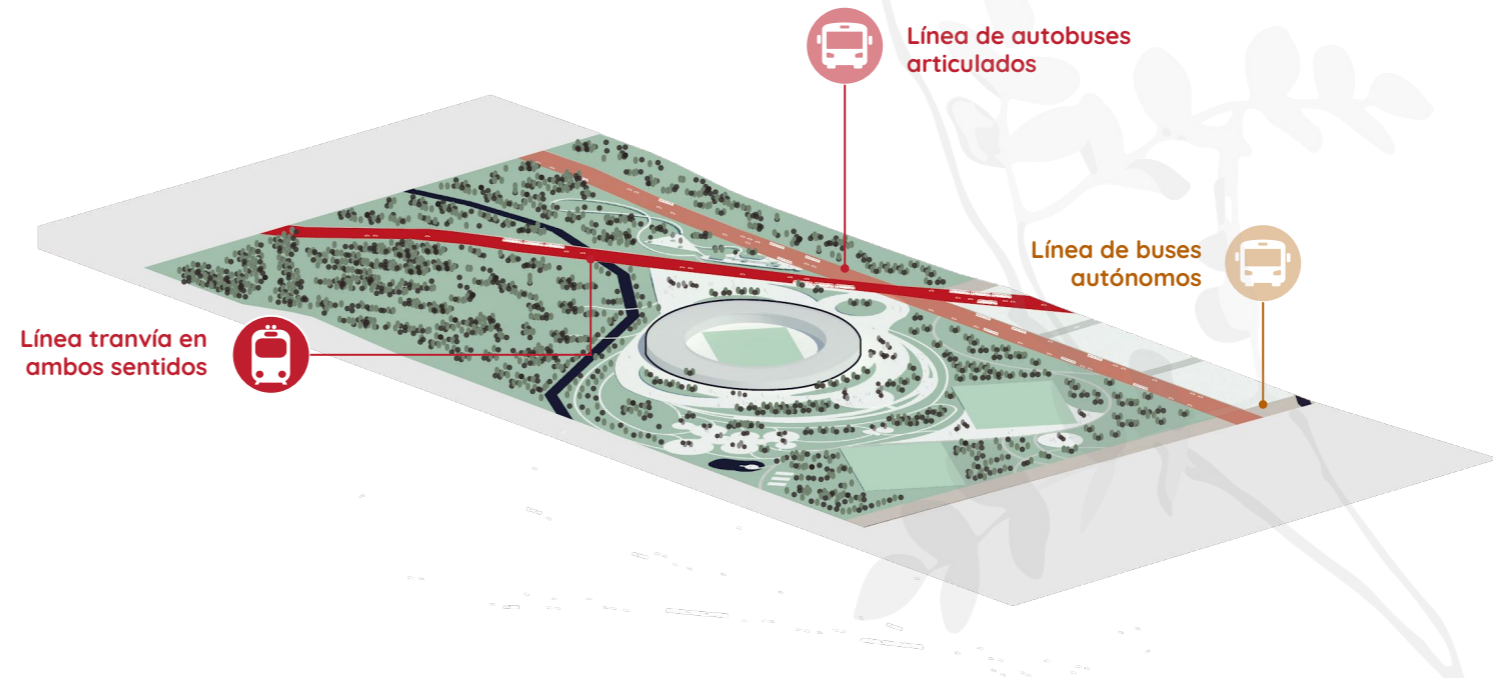 Línea de autobuses
articulados
Línea de buses
autónomos
Línea tranvía en
ambos sentidos